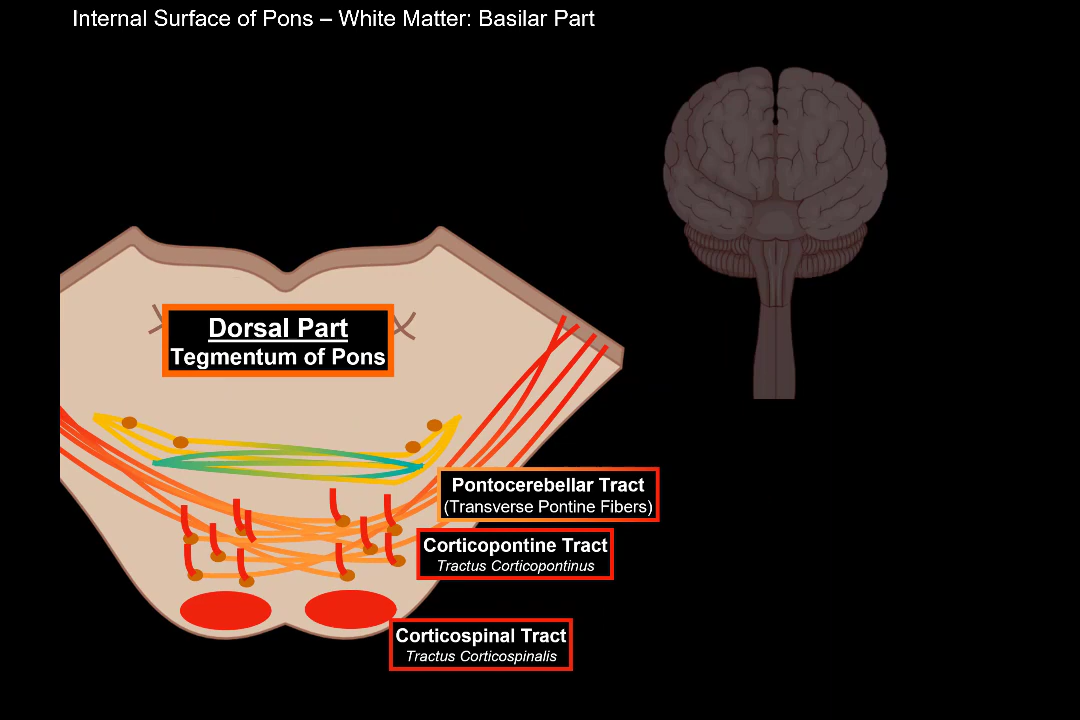 Internal Surface of Pons – White Matter: Basilar Part
Dorsal Part
Tegmentum of Pons
Pontocerebellar Tract
(Transverse Pontine Fibers)
Corticopontine Tract
Tractus Corticopontinus
Corticospinal Tract
Tractus Corticospinalis